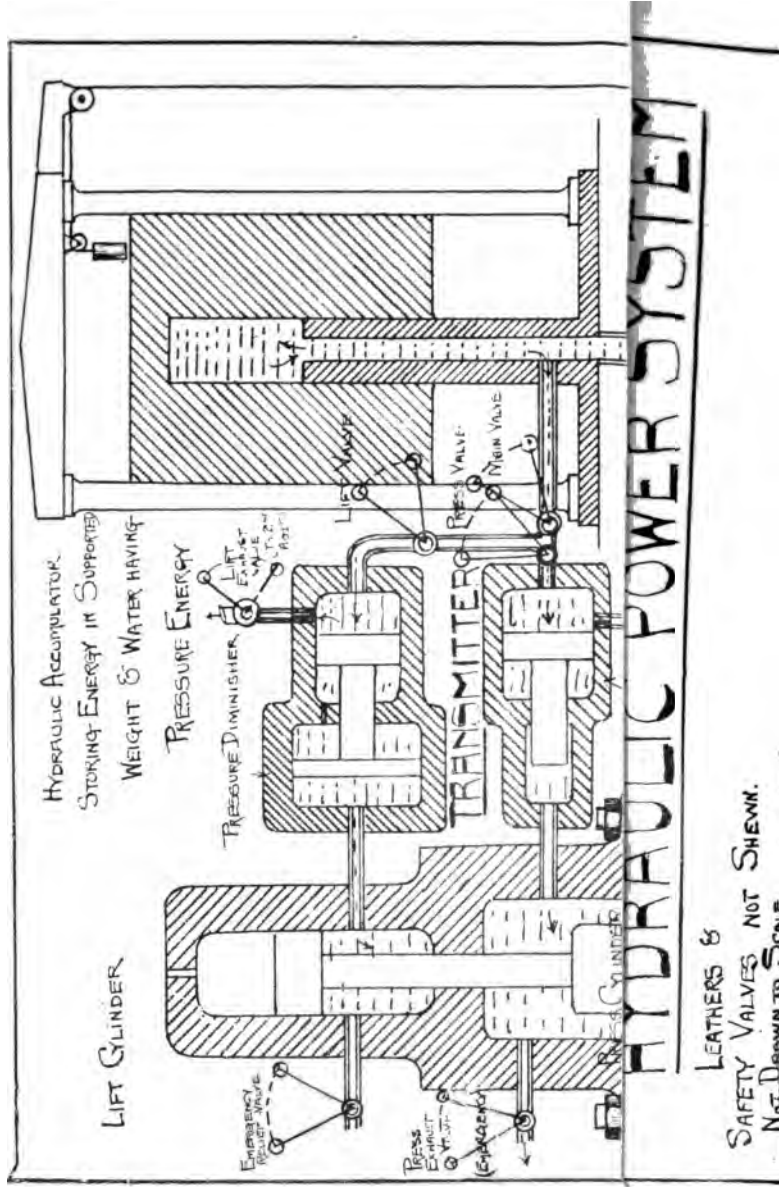 HYDRAULIC ACCUMULATOR
STORING ENERGY IN SUPPORTED
WEIGHT & WATER HAVING
PRESSURE ENERGY
LIFT
EXHAUST
VALVE
LIFT VALVE
PRESS VALVE
MAIN VALVE
PRESSURE DIMINISHER
TRANSMITTER
LIFT CYLINDER
EMERGENCY
RELIEF VALVE
PRESS
EXHAUST
VALVE
(EMERGENCY
PRESS CYLINDER
HYDRAULIC POWER SYSTEM
LEATHERS &
SAFETY VALVES NOT SHEWN.
NOT DRAWN TO SCALE